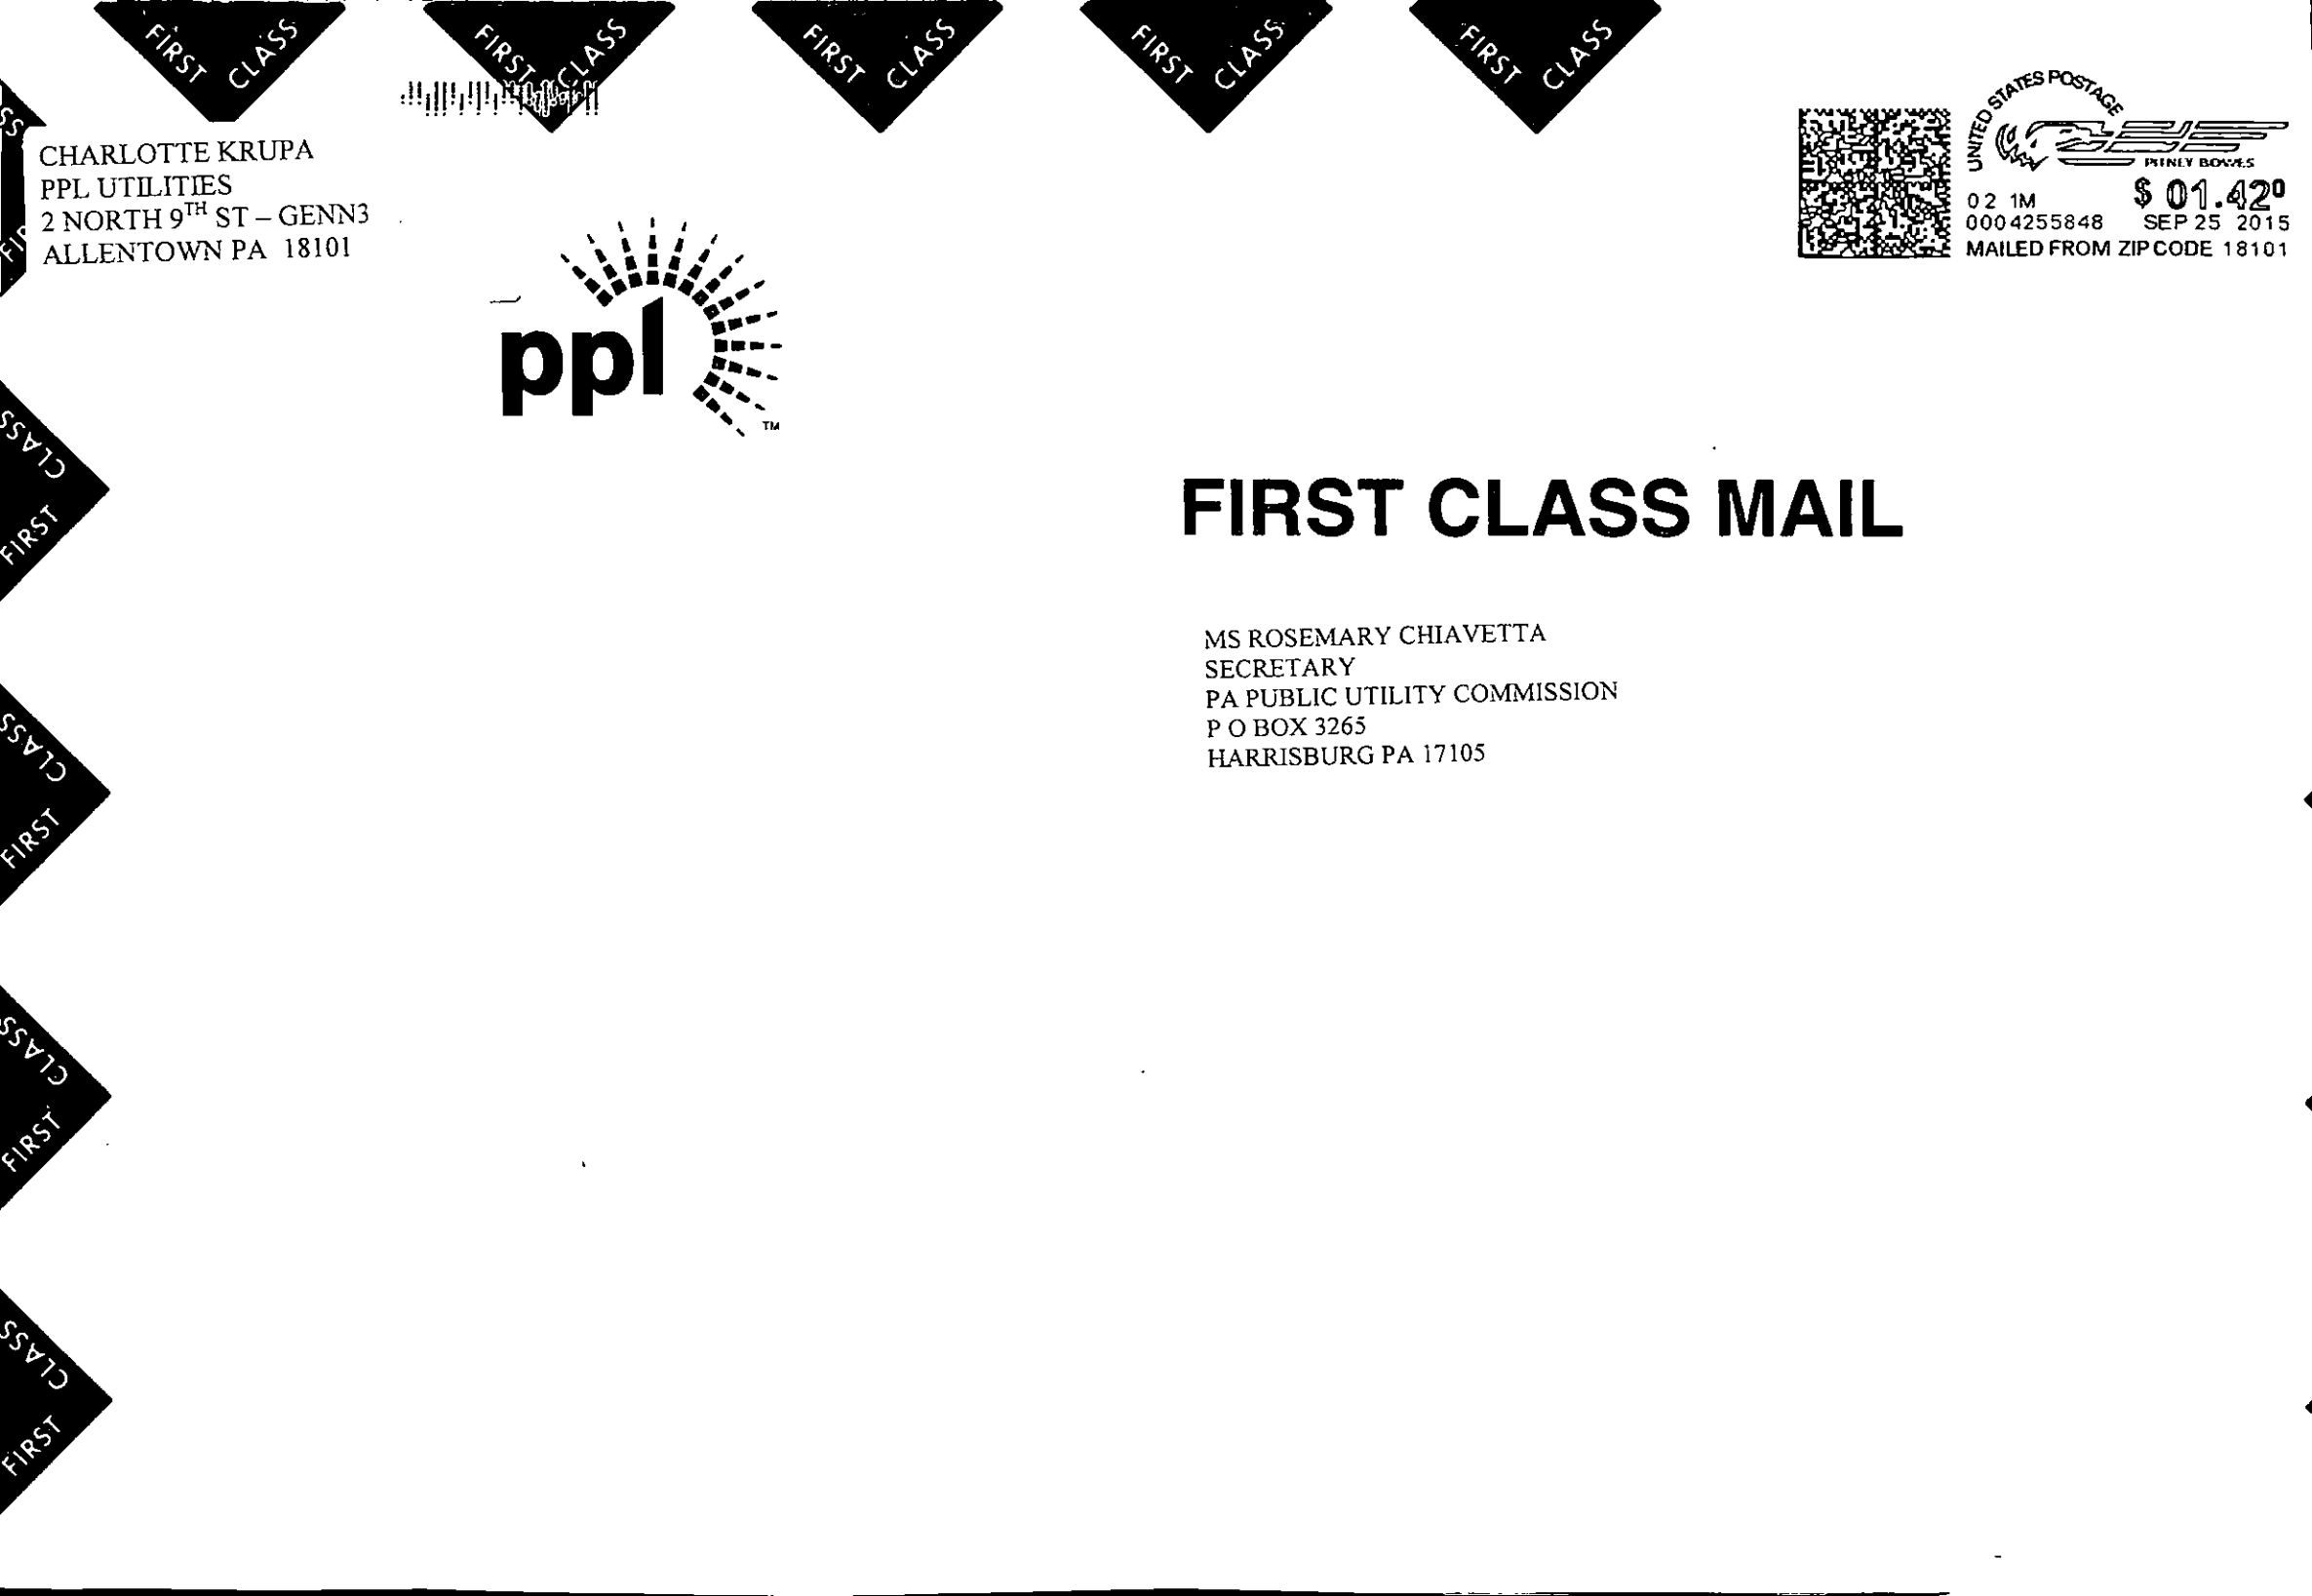 FIRST CLASS
FIRST CLASS
FIRST CLASS
FIRST CLASS
FIRST CLASS
CHARLOTTE KRUPA
PPL UTILITIES
2 NORTH 9TH ST – GENN3
ALLENTOWN PA 18101
UNITED STATES POSTAGE
PITNEY BOWES
02 1M
$ 01.42⁰
0004255848 SEP 25 2015
MAILED FROM ZIP CODE 18101
ppl
TM
FIRST CLASS MAIL
MS ROSEMARY CHIAVETTA
SECRETARY
PA PUBLIC UTILITY COMMISSION
P O BOX 3265
HARRISBURG PA 17105
FIRST CLASS
FIRST CLASS
FIRST CLASS
FIRST CLASS